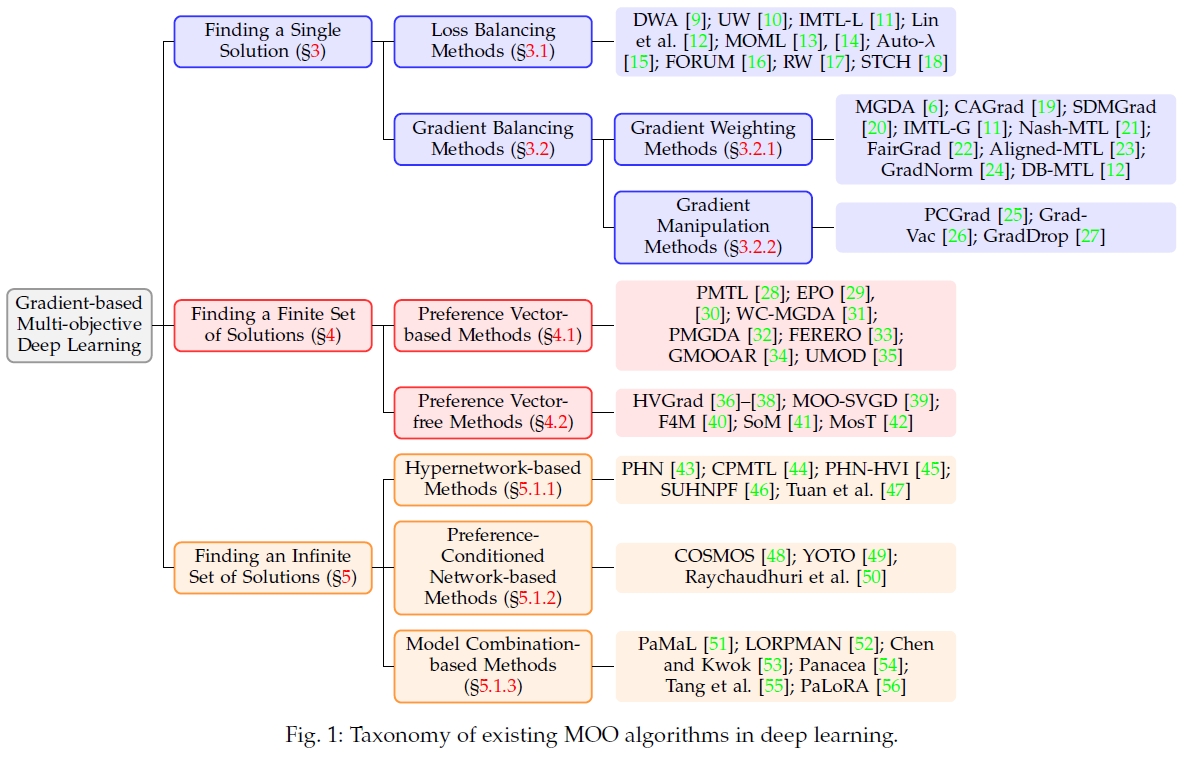 Finding a Single
Solution (§3)
Loss Balancing
Methods (§3.1)
DWA [9]; UW [10]; IMTL-L [11]; Lin
et al. [12]; MOML [13], [14]; Auto-λ
[15]; FORUM [16]; RW [17]; STCH [18]
Gradient Balancing
Methods (§3.2)
Gradient Weighting
Methods (§3.2.1)
MGDA [6]; CAGrad [19]; SDMGrad
[20]; IMTL-G [11]; Nash-MTL [21];
FairGrad [22]; Aligned-MTL [23];
GradNorm [24]; DB-MTL [12]
Gradient
Manipulation
Methods (§3.2.2)
PCGrad [25]; Grad-
Vac [26]; GradDrop [27]
Gradient-based
Multi-objective
Deep Learning
Finding a Finite Set
of Solutions (§4)
Preference Vector-
based Methods (§4.1)
PMTL [28]; EPO [29],
[30]; WC-MGDA [31];
PMGDA [32]; FERERO [33];
GMOOAR [34]; UMOD [35]
Preference Vector-
free Methods (§4.2)
HVGrad [36]–[38]; MOO-SVGD [39];
F4M [40]; SoM [41]; MosT [42]
Finding an Infinite
Set of Solutions (§5)
Hypernetwork-based
Methods (§5.1.1)
PHN [43]; CPMTL [44]; PHN-HVI [45];
SUHNPF [46]; Tuan et al. [47]
Preference-
Conditioned
Network-based
Methods (§5.1.2)
COSMOS [48]; YOTO [49];
Raychaudhuri et al. [50]
Model Combination-
based Methods
(§5.1.3)
PaMaL [51]; LORPMAN [52]; Chen
and Kwok [53]; Panacea [54];
Tang et al. [55]; PaLoRA [56]
Fig. 1: Taxonomy of existing MOO algorithms in deep learning.